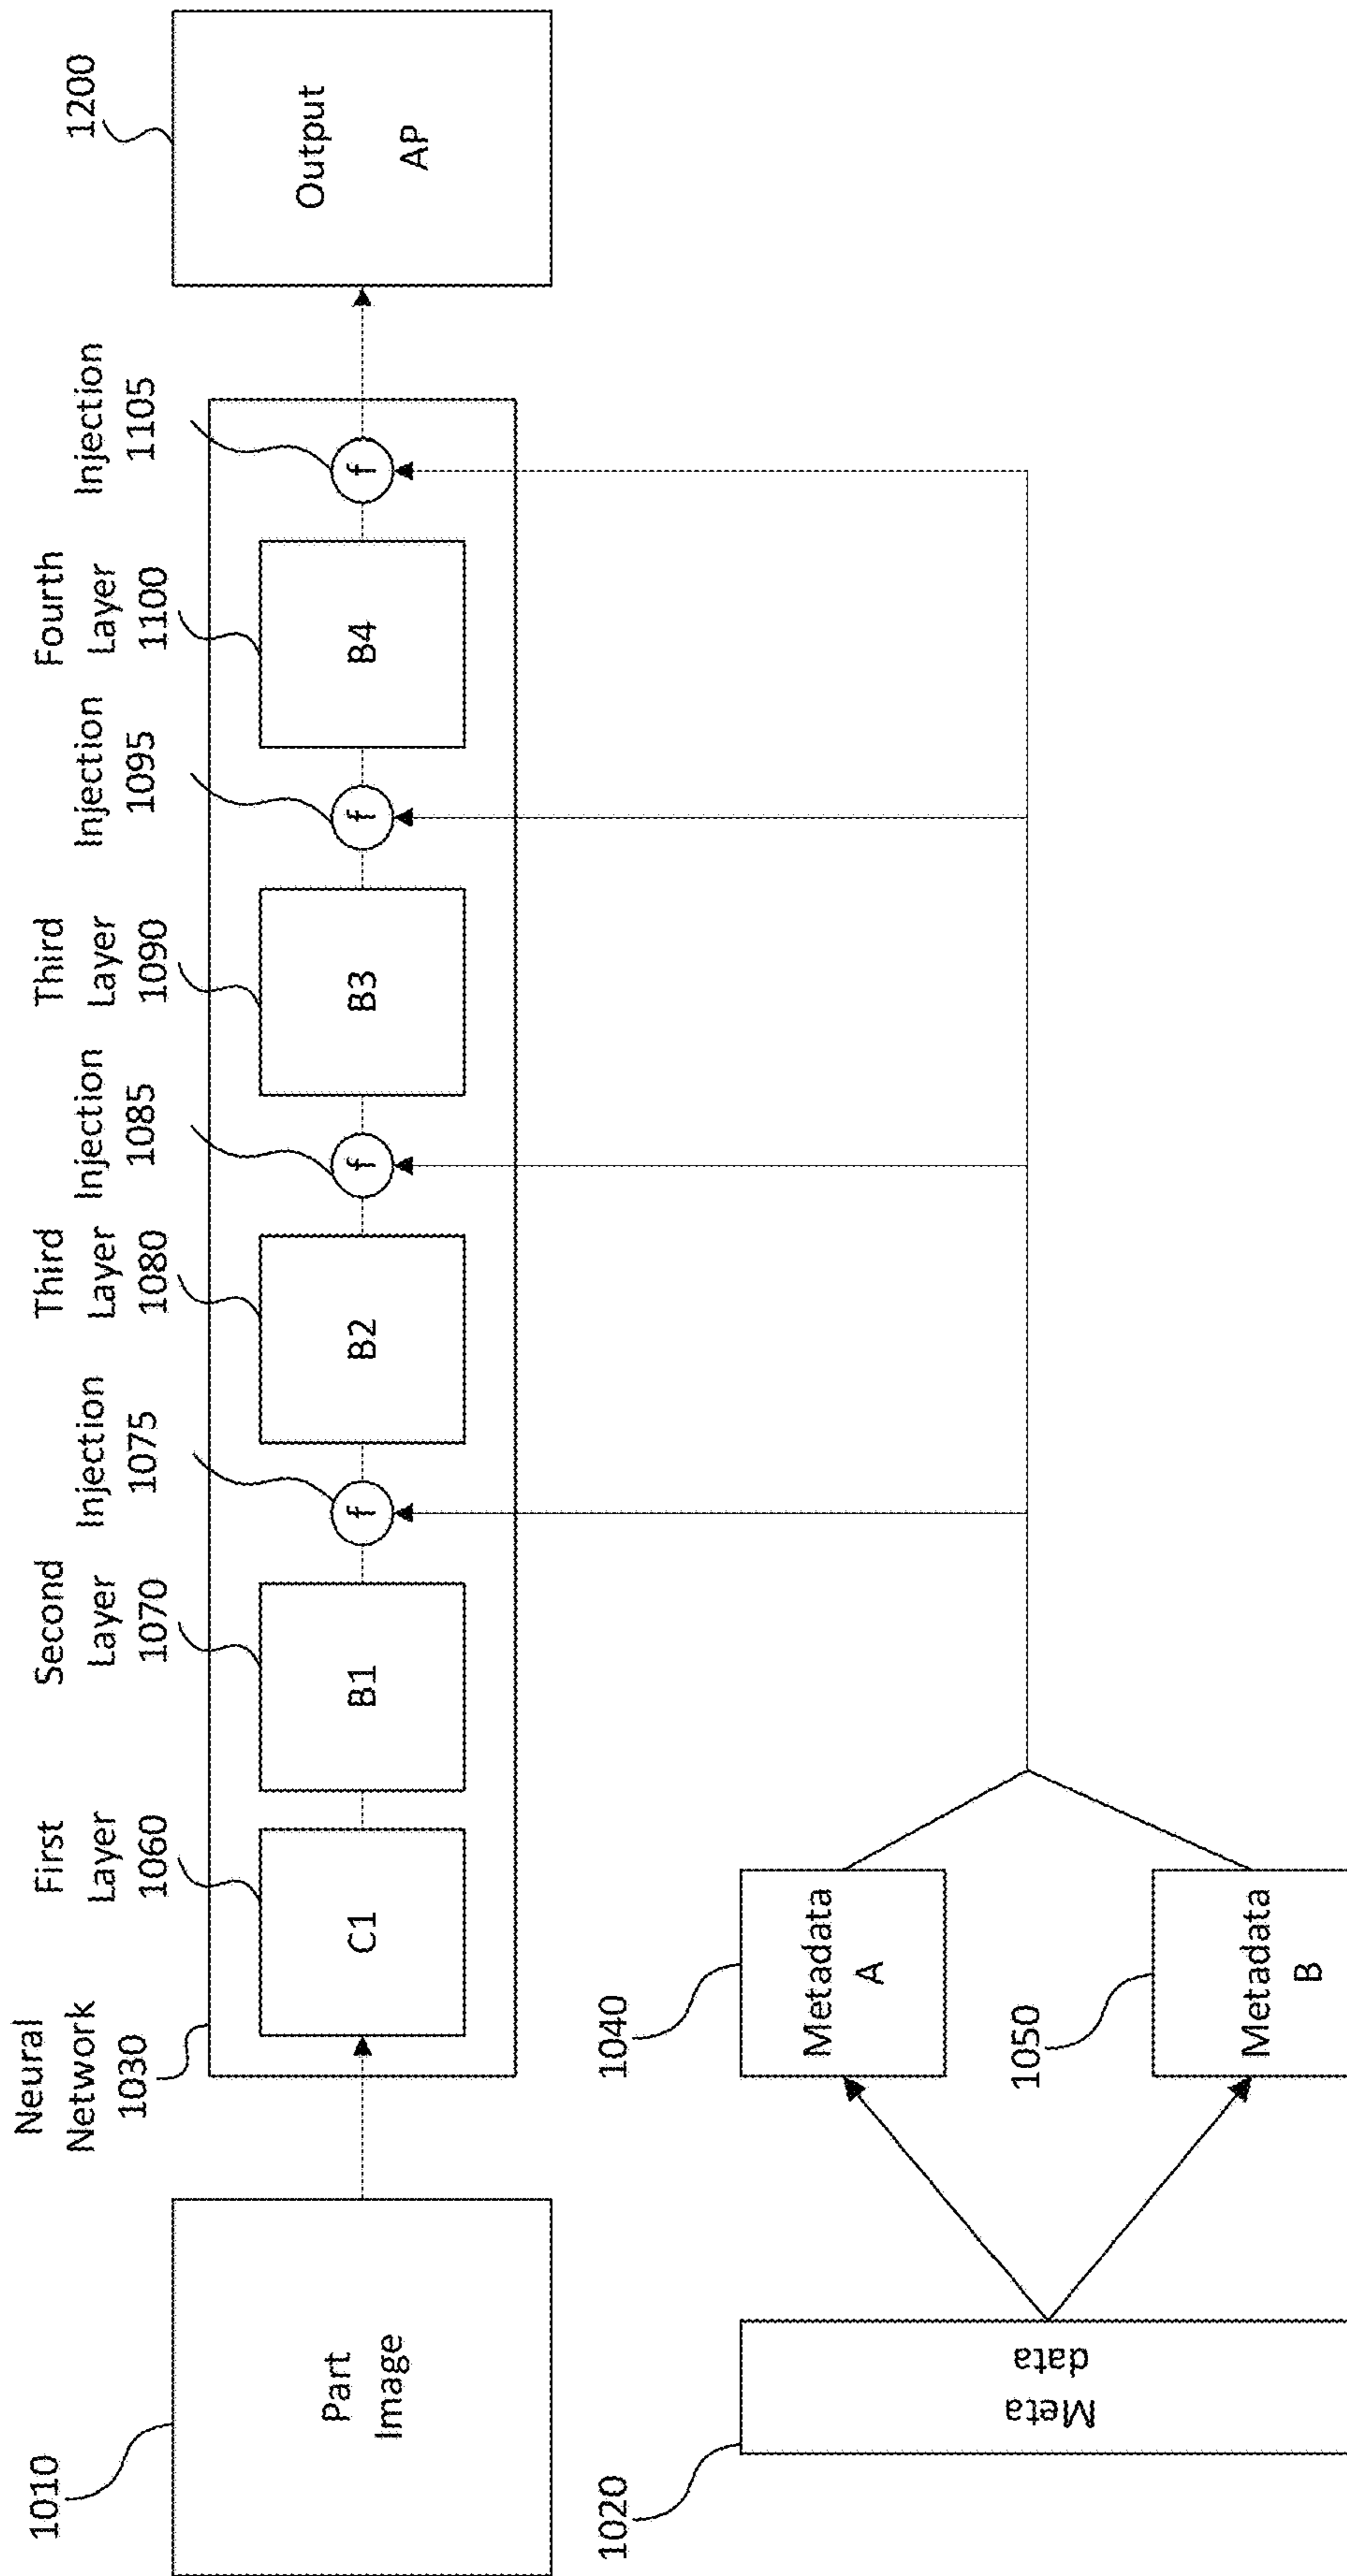 Neural
Network
1030
First
Layer
1060
Second
Layer
1070
Injection
1075
Third
Layer
1080
Injection
1085
Third
Layer
1090
Injection
1095
Fourth
Layer
1100
Injection
1105
1200
1010
Part
Image
C1
B1
f
B2
f
B3
f
B4
f
Output
AP
1020
Meta
data
1040
Metadata
A
1050
Metadata
B